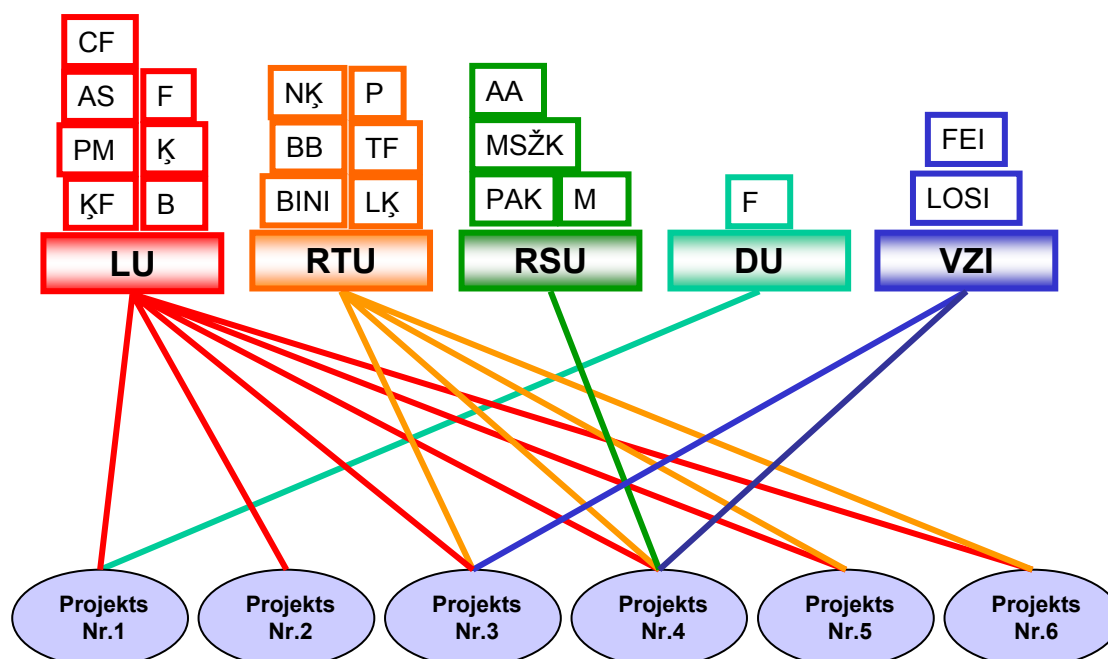 CF
AS F
PM Ķ
ĶF B
LU
NĶ P
BB TF
BINI LĶ
RTU
AA
MSŽK
PAK M
RSU
F
DU
FEI
LOSI
VZI
Projekts
Nr.1
Projekts
Nr.2
Projekts
Nr.3
Projekts
Nr.4
Projekts
Nr.5
Projekts
Nr.6